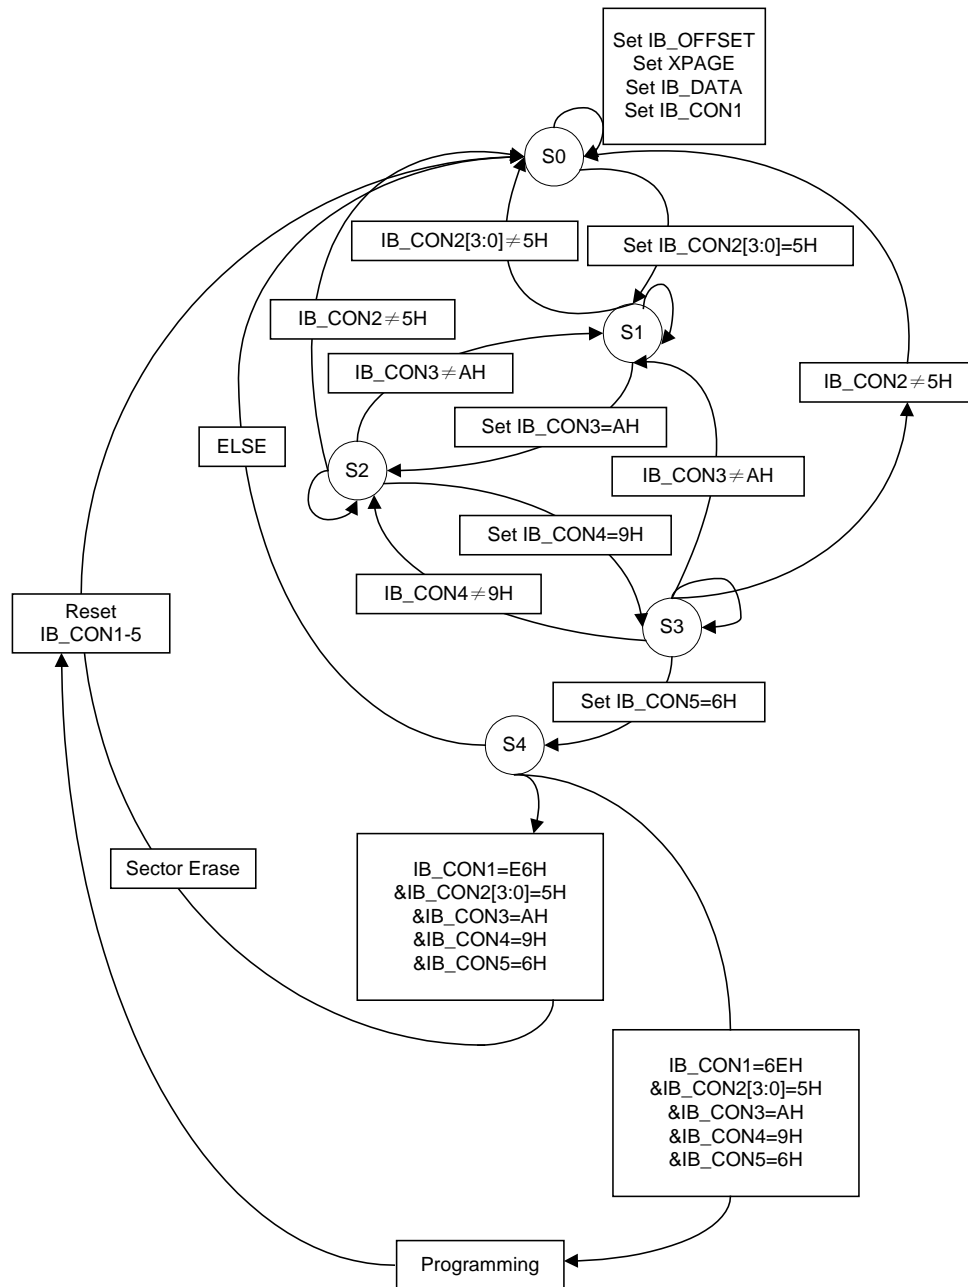 Set IB_OFFSET
Set XPAGE
Set IB_DATA
Set IB_CON1
S0
IB_CON2[3:0]≠5H
Set IB_CON2[3:0]=5H
IB_CON2≠5H
S1
IB_CON3≠AH
IB_CON2≠5H
Set IB_CON3=AH
ELSE
S2
IB_CON3≠AH
Set IB_CON4=9H
IB_CON4≠9H
Reset
IB_CON1-5
S3
Set IB_CON5=6H
S4
Sector Erase
IB_CON1=E6H
&IB_CON2[3:0]=5H
&IB_CON3=AH
&IB_CON4=9H
&IB_CON5=6H
IB_CON1=6EH
&IB_CON2[3:0]=5H
&IB_CON3=AH
&IB_CON4=9H
&IB_CON5=6H
Programming